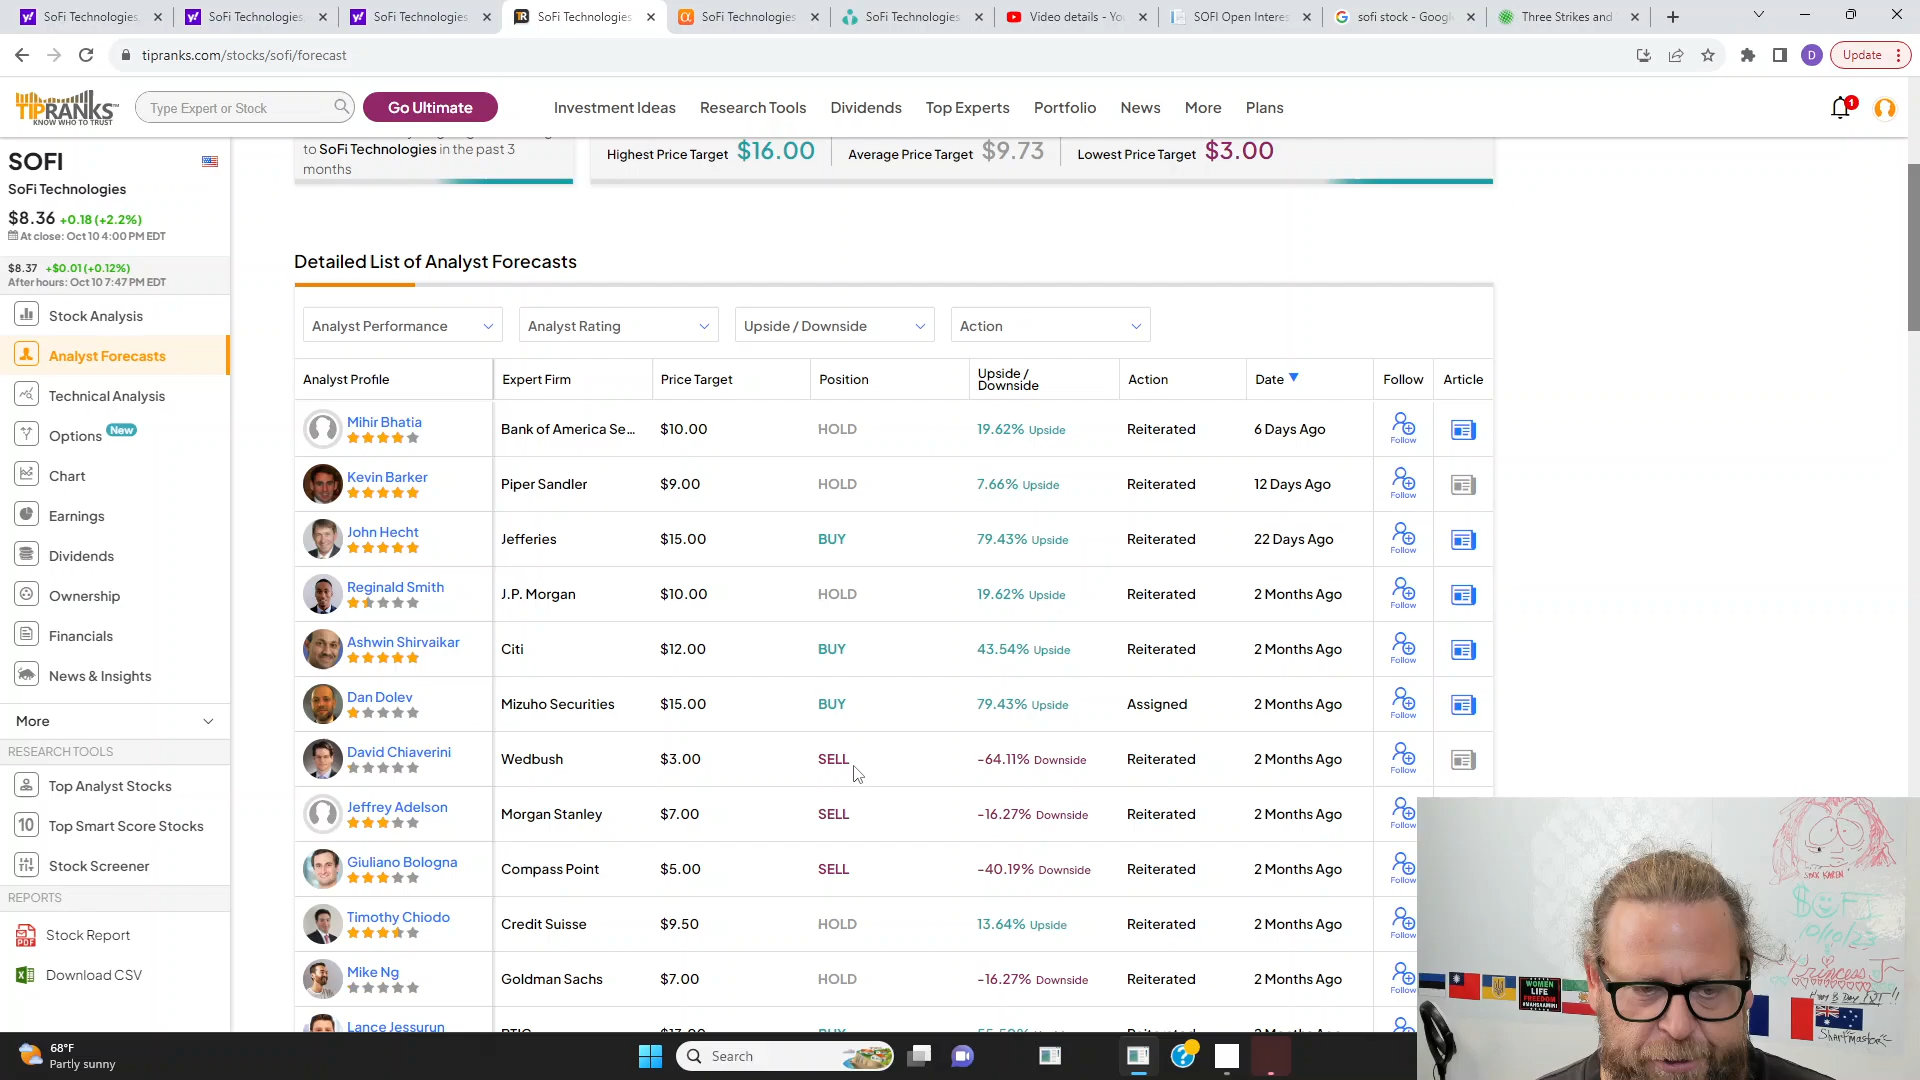 SoFi Technologies
SoFi Technologies
SoFi Technologies
SoFi Technologies
SoFi Technologies
SoFi Technologies
Video details - You
SOFI Open Interes
sofi stock - Googl
Three Strikes and
tipranks.com/stocks/sofi/forecast
D
Update
TIPRANKS
KNOW WHO TO TRUST
Type Expert or Stock
Go Ultimate
Investment Ideas
Research Tools
Dividends
Top Experts
Portfolio
News
More
Plans
1
SOFI
SoFi Technologies
$8.36 +0.18 (+2.2%)
At close: Oct 10 4:00 PM EDT
$8.37 +$0.01 (+0.12%)
After hours: Oct 10 7:47 PM EDT
Stock Analysis
Analyst Forecasts
Technical Analysis
Options New
Chart
Earnings
Dividends
Ownership
Financials
News & Insights
More
RESEARCH TOOLS
Top Analyst Stocks
10 Top Smart Score Stocks
Stock Screener
REPORTS
PDF Stock Report
Download CSV
to SoFi Technologies in the past 3
months
Highest Price Target $16.00
Average Price Target $9.73
Lowest Price Target $3.00
Detailed List of Analyst Forecasts
Analyst Performance
Analyst Rating
Upside / Downside
Action
Analyst Profile Expert Firm Price Target Position Upside / Downside Action Date Follow Article
Mihir Bhatia Bank of America Se... $10.00 HOLD 19.62% Upside Reiterated 6 Days Ago Follow
Kevin Barker Piper Sandler $9.00 HOLD 7.66% Upside Reiterated 12 Days Ago Follow
John Hecht Jefferies $15.00 BUY 79.43% Upside Reiterated 22 Days Ago Follow
Reginald Smith J.P. Morgan $10.00 HOLD 19.62% Upside Reiterated 2 Months Ago Follow
Ashwin Shirvaikar Citi $12.00 BUY 43.54% Upside Reiterated 2 Months Ago Follow
Dan Dolev Mizuho Securities $15.00 BUY 79.43% Upside Assigned 2 Months Ago Follow
David Chiaverini Wedbush $3.00 SELL -64.11% Downside Reiterated 2 Months Ago Follow
Jeffrey Adelson Morgan Stanley $7.00 SELL -16.27% Downside Reiterated 2 Months Ago Follow
Giuliano Bologna Compass Point $5.00 SELL -40.19% Downside Reiterated 2 Months Ago Follow
Timothy Chiodo Credit Suisse $9.50 HOLD 13.64% Upside Reiterated 2 Months Ago Follow
Mike Ng Goldman Sachs $7.00 HOLD -16.27% Downside Reiterated 2 Months Ago Follow
Lance Jessurun
$OFI
10/10/23
Princess J
WOMEN
LIFE
FREEDOM
#MAHSAAMINI
68°F
Partly sunny
Search